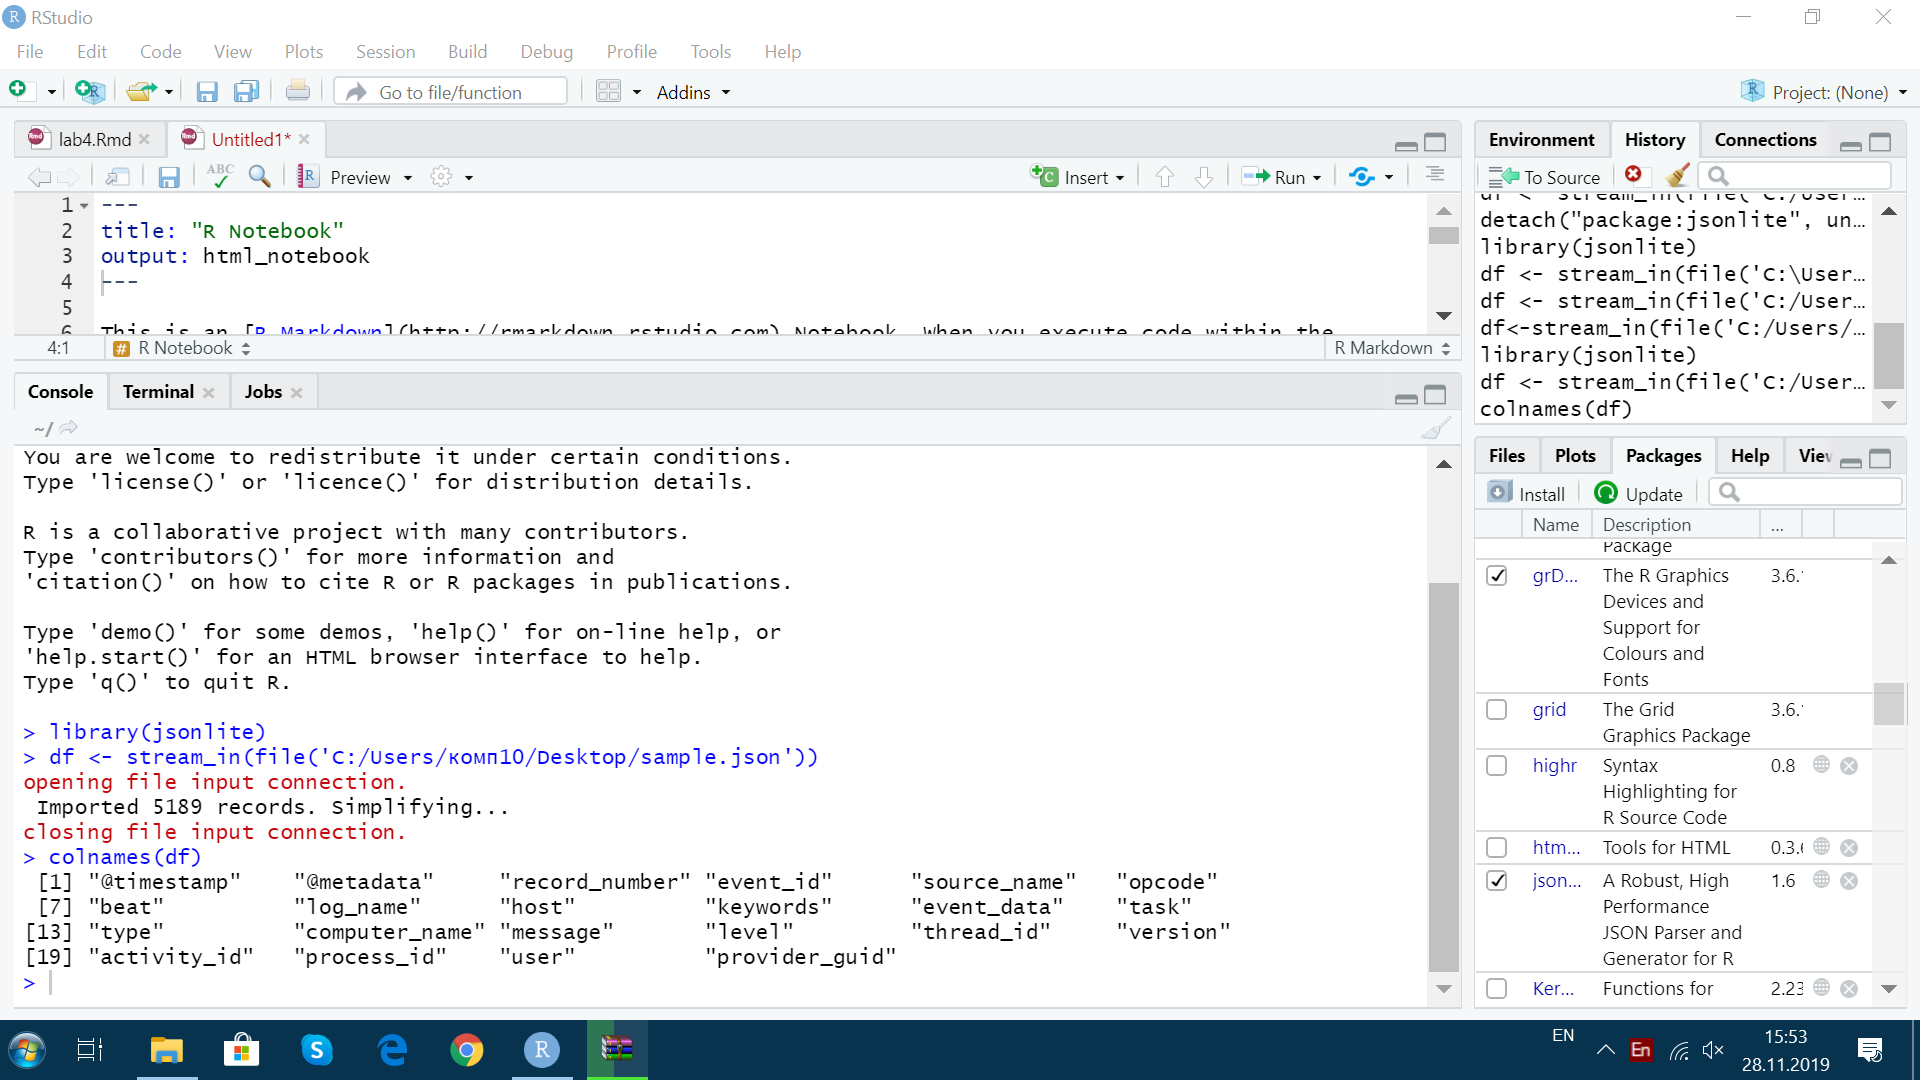 RStudio
File Edit Code View Plots Session Build Debug Profile Tools Help
Go to file/function Addins Project: (None)
lab4.Rmd Untitled1*
ABC Preview Insert Run
1 ---
2 title: "R Notebook"
3 output: html_notebook
4 ---
5
6 This is an [R Markdown](http://rmarkdown.rstudio.com) Notebook. When you execute code within the
4:1 R Notebook R Markdown
Console Terminal Jobs
~/
You are welcome to redistribute it under certain conditions.
Type 'license()' or 'licence()' for distribution details.
R is a collaborative project with many contributors.
Type 'contributors()' for more information and
'citation()' on how to cite R or R packages in publications.
Type 'demo()' for some demos, 'help()' for on-line help, or
'help.start()' for an HTML browser interface to help.
Type 'q()' to quit R.
> library(jsonlite)
> df <- stream_in(file('C:/Users/комп10/Desktop/sample.json'))
opening file input connection.
Imported 5189 records. Simplifying...
closing file input connection.
> colnames(df)
[1] "@timestamp" "@metadata" "record_number" "event_id" "source_name" "opcode"
[7] "beat" "log_name" "host" "keywords" "event_data" "task"
[13] "type" "computer_name" "message" "level" "thread_id" "version"
[19] "activity_id" "process_id" "user" "provider_guid"
>
Environment History Connections
To Source
df <- stream_in(file('C:/User...
detach("package:jsonlite", un...
library(jsonlite)
df <- stream_in(file('C:\User...
df <- stream_in(file('C:/User...
df<-stream_in(file('C:/Users/...
library(jsonlite)
df <- stream_in(file('C:/User...
colnames(df)
Files Plots Packages Help
Install Update
Name Description ...
Package
grD... The R Graphics 3.6.
Devices and
Support for
Colours and
Fonts
grid The Grid 3.6.
Graphics Package
highr Syntax 0.8
Highlighting for
R Source Code
htm... Tools for HTML 0.3.
json... A Robust, High 1.6
Performance
JSON Parser and
Generator for R
Ker... Functions for 2.23
EN
En
15:53
28.11.2019